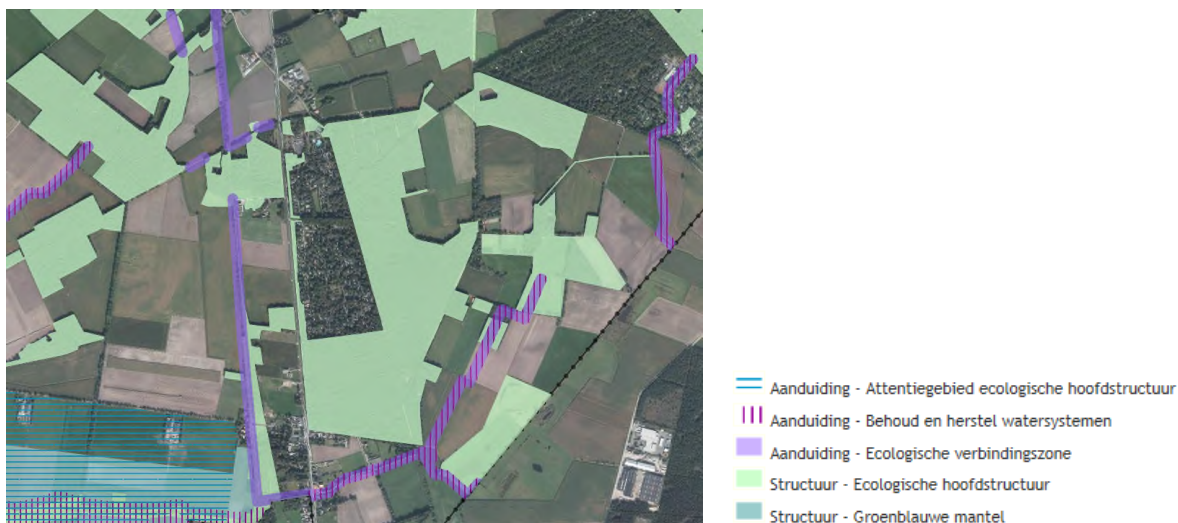 Aanduiding - Attentiegebied ecologische hoofdstructuur
Aanduiding - Behoud en herstel watersystemen
Aanduiding - Ecologische verbindingszone
Structuur - Ecologische hoofdstructuur
Structuur - Groenblauwe mantel